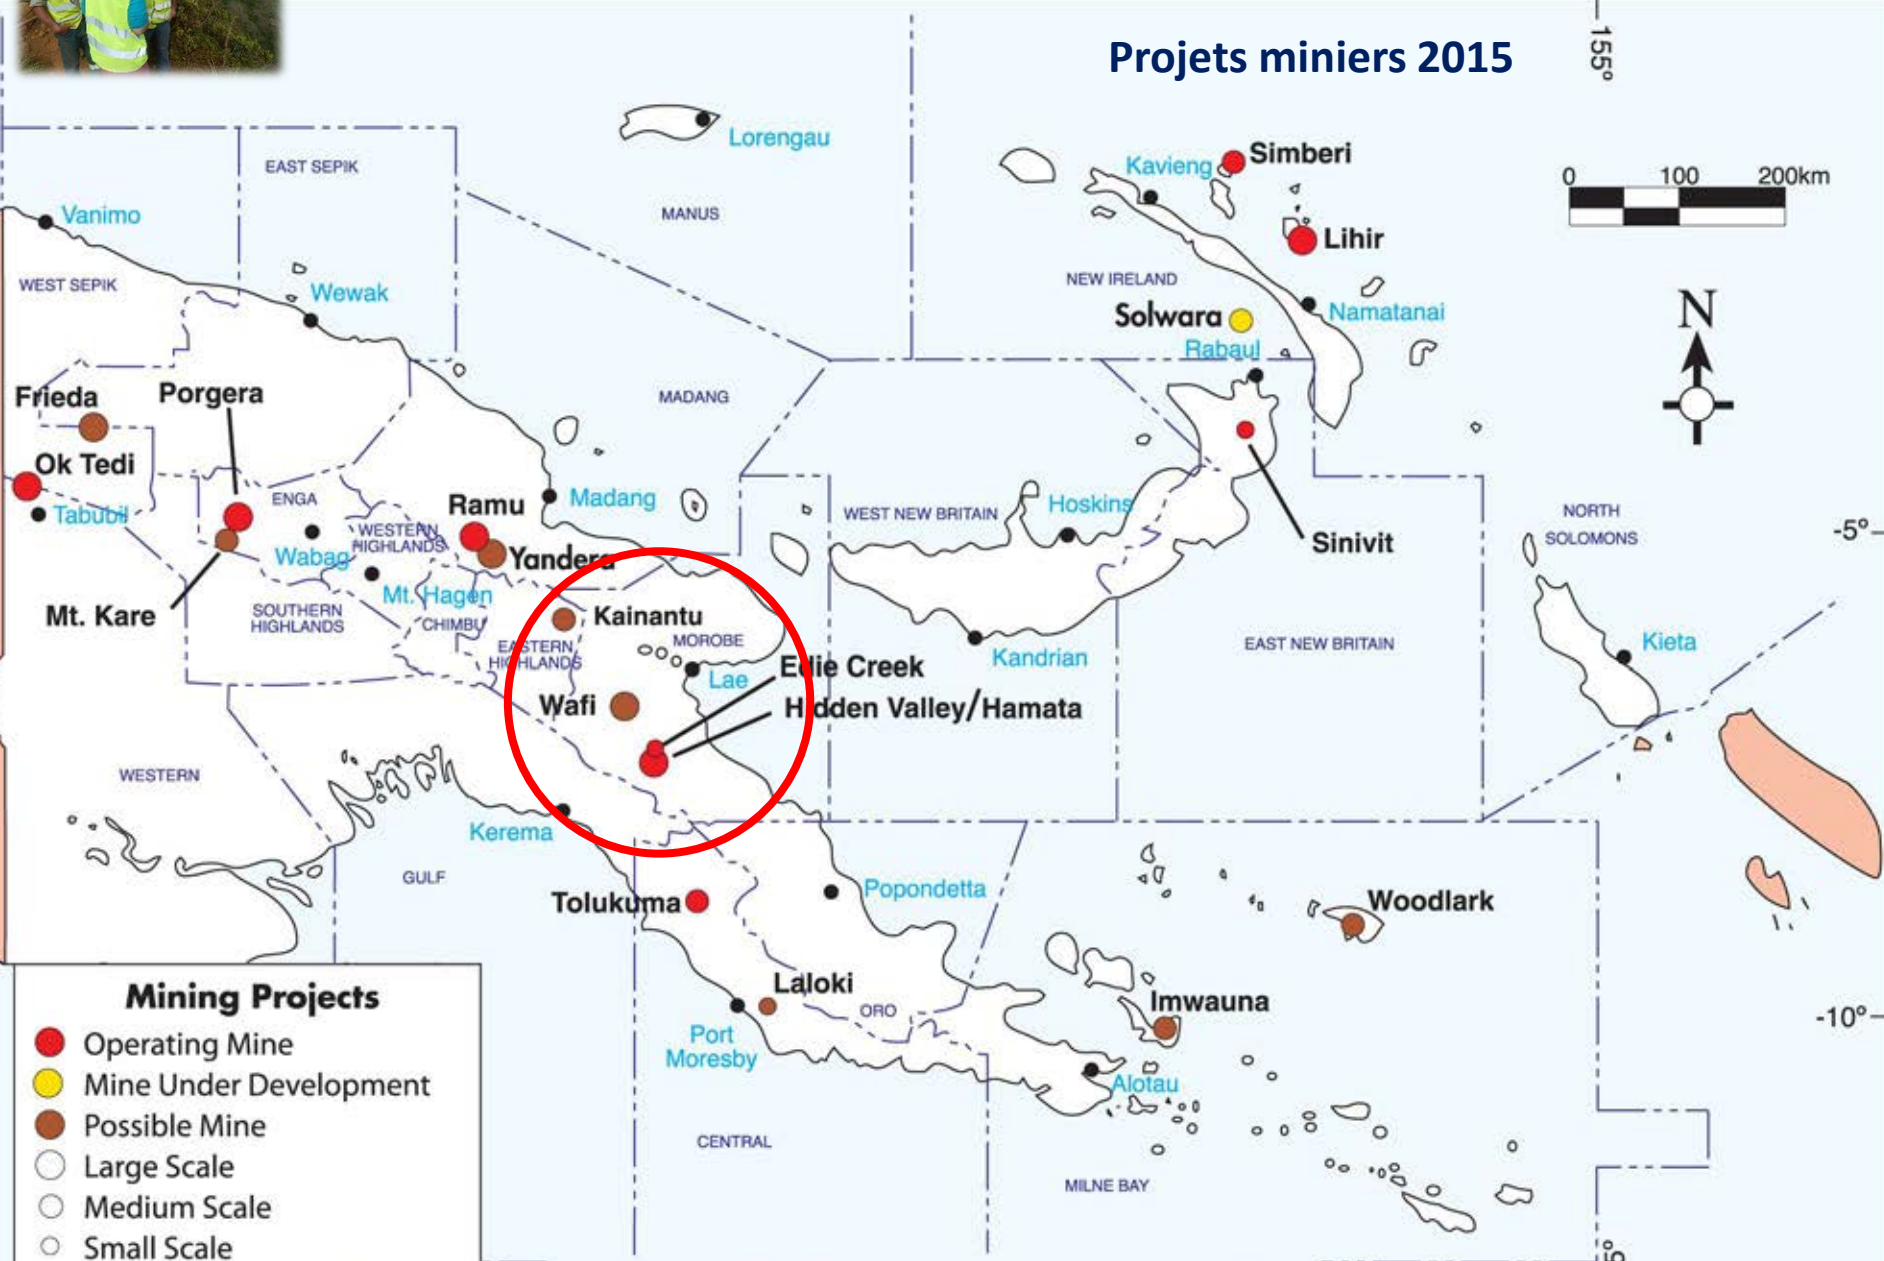 Projets miniers 2015
155°
Lorengau
EAST SEPIK
Kavieng
Simberi
0 100 200km
Vanimo
MANUS
Lihir
WEST SEPIK
NEW IRELAND
Wewak
N
Solwara
Namatanai
Rabaul
Frieda
Porgera
MADANG
Ok Tedi
ENGA
Ramu
Madang
Hoskins
Tabubil
WEST NEW BRITAIN
NORTH
SOLOMONS
WESTERN
HIGHLANDS
Sinivit
-5°
Wabag
Yandera
Mt. Hagen
Mt. Kare
SOUTHERN
HIGHLANDS
CHIMBU
Kainantu
MOROBE
EASTERN
HIGHLANDS
Kandrian
EAST NEW BRITAIN
Kieta
Edie Creek
Lae
Wafi
Hidden Valley/Hamata
WESTERN
Kerema
GULF
Tolukuma
Popondetta
Woodlark
Laloki
Imwauna
ORO
-10°
Port
Moresby
Alotau
CENTRAL
MILNE BAY
Mining Projects
Operating Mine
Mine Under Development
Possible Mine
Large Scale
Medium Scale
Small Scale